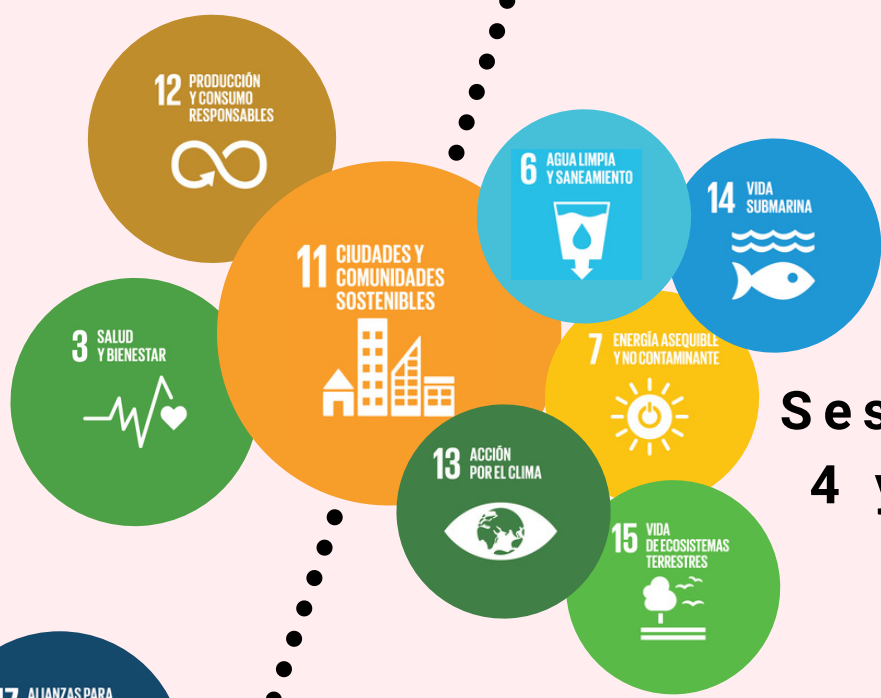 12 PRODUCCIÓN
Y CONSUMO
RESPONSABLES
6 AGUA LIMPIA
Y SANEAMIENTO
14 VIDA
SUBMARINA
11 CIUDADES Y
COMUNIDADES
SOSTENIBLES
3 SALUD
Y BIENESTAR
7 ENERGÍA ASEQUIBLE
Y NO CONTAMINANTE
Ses
4 y
13 ACCIÓN
POR EL CLIMA
15 VIDA
DE ECOSISTEMAS
TERRESTRES
17 ALIANZAS PARA